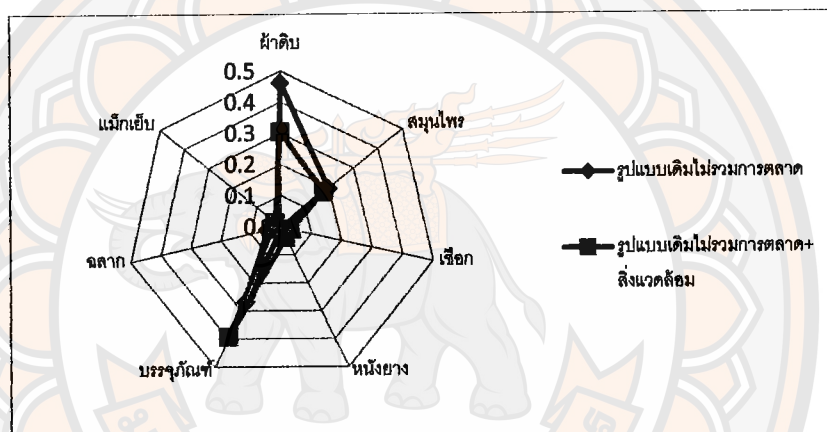 ผ้าดิบ
0.5
0.4
0.3
0.2
0.1
0
สมุนไพร
เชือก
หนังยาง
บรรจุภัณฑ์
ฉลาก
แม็กเย็บ
รูปแบบเดิมไม่รวมการตลาด
รูปแบบเดิมไม่รวมการตลาด+
สิ่งแวดล้อม